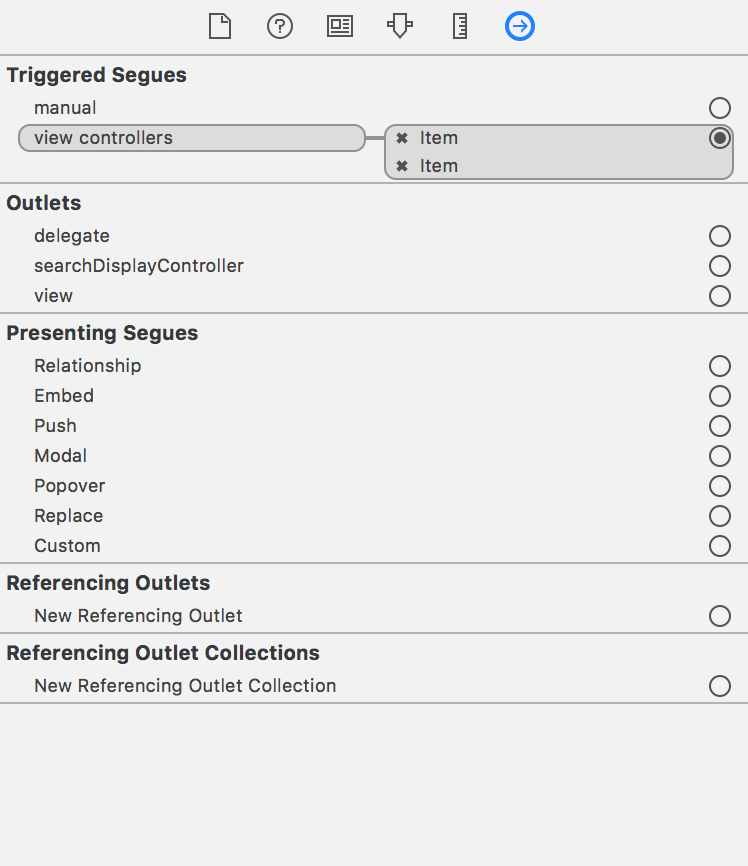 Triggered Segues
manual
view controllers Item
Item
Outlets
delegate
searchDisplayController
view
Presenting Segues
Relationship
Embed
Push
Modal
Popover
Replace
Custom
Referencing Outlets
New Referencing Outlet
Referencing Outlet Collections
New Referencing Outlet Collection